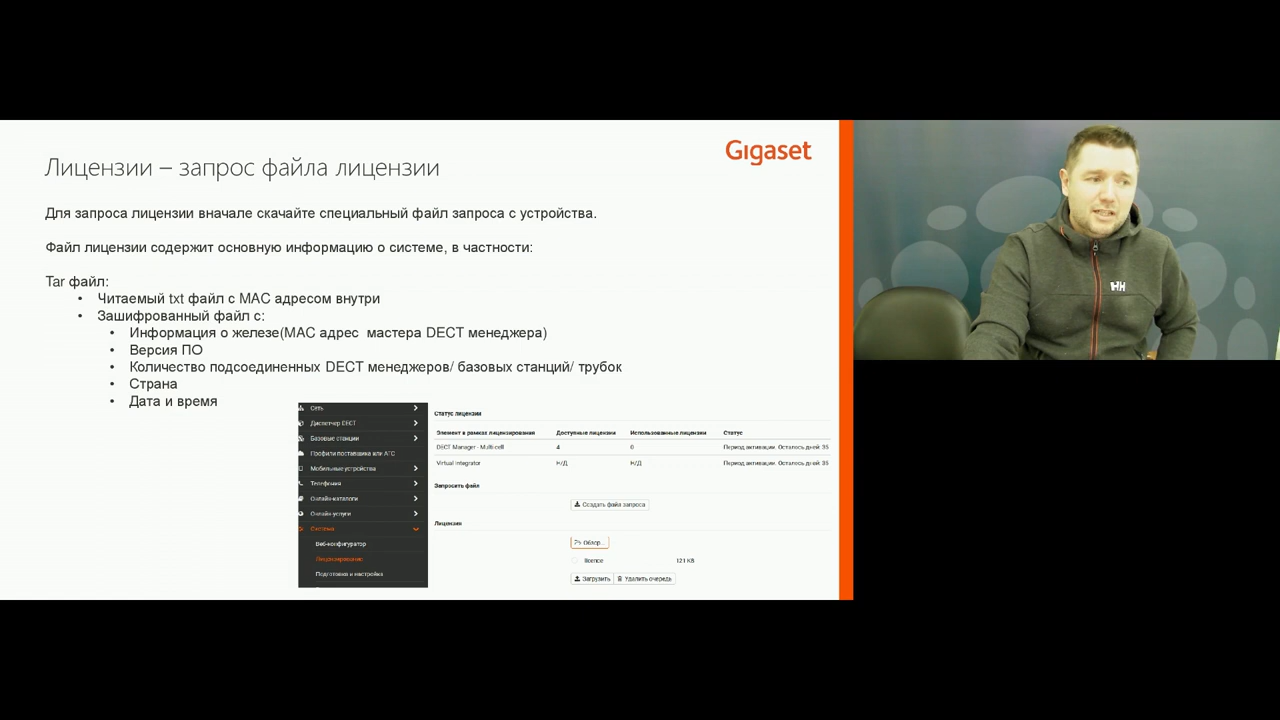 Gigaset
Лицензии – запрос файла лицензии
Для запроса лицензии вначале скачайте специальный файл запроса с устройства.
Файл лицензии содержит основную информацию о системе, в частности:
Tar файл:
• Читаемый txt файл с MAC адресом внутри
• Зашифрованный файл с:
• Информация о железе(MAC адрес мастера DECT менеджера)
• Версия ПО
• Количество подсоединенных DECT менеджеров/ базовых станций/ трубок
• Страна
• Дата и время
Сеть
Диспетчер DECT
Базовые станции
Профили поставщика или АТС
Мобильные устройства
Телефония
Онлайн-каталоги
Онлайн-услуги
Система
Веб-конфигуратор
Лицензирование
Подготовка и настройка
Статус лицензии
Элемент в рамках лицензирования Доступные лицензии Использованные лицензии Статус
DECT Manager - Multicell 4 0 Период активации. Осталось дней: 35
Virtual Integrator Н/Д Н/Д Период активации. Осталось дней: 35
Запросить файл
Создать файл запроса
Лицензия
Обзор...
licence 121 KB
Загрузить Удалить очередь
HH